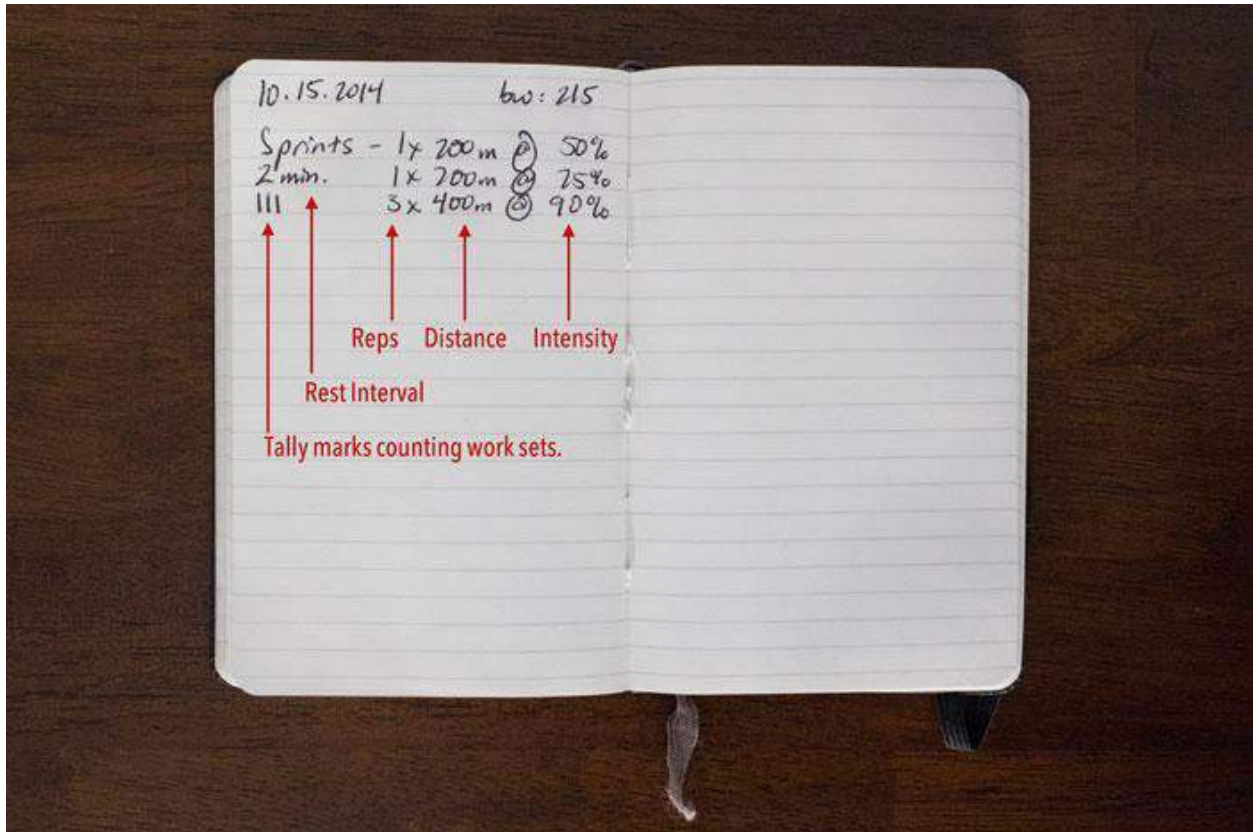 10.15.2014 bw: 215
Sprints - 1x 200m @ 50%
2 min. 1x 200m @ 75%
III 3x 400m @ 90%
Reps Distance Intensity
Rest Interval
Tally marks counting work sets.